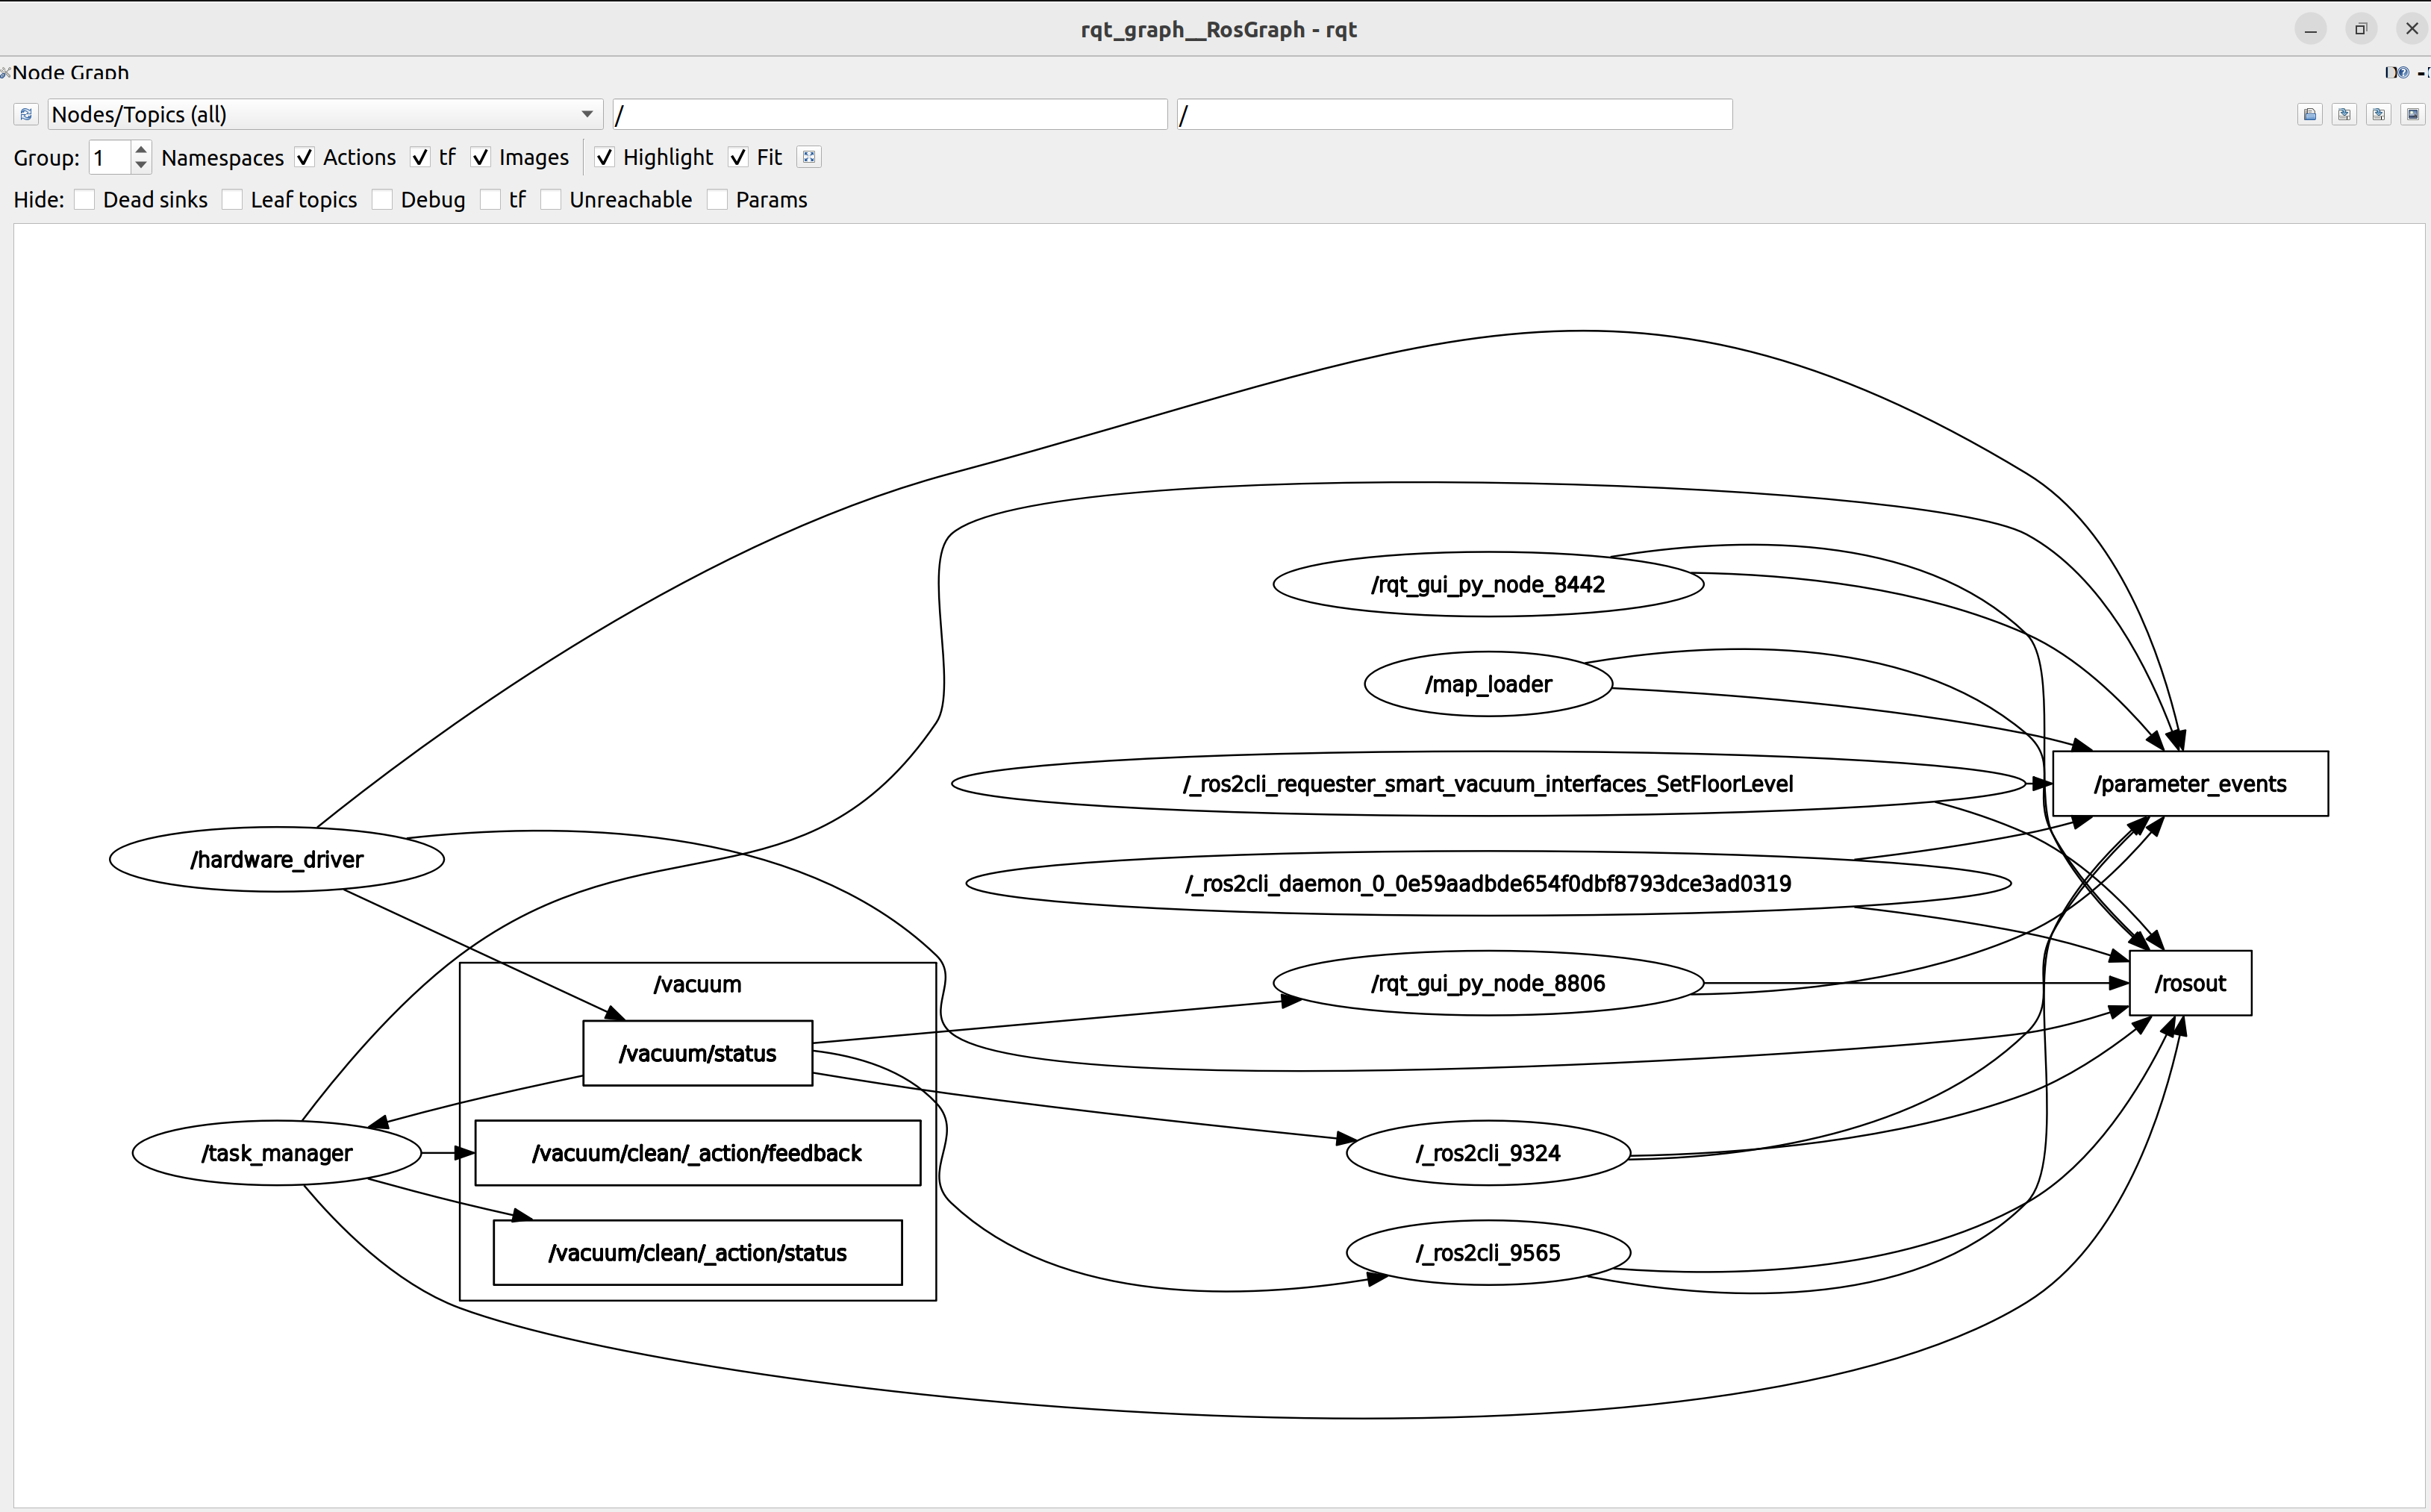 rqt_graph__RosGraph - rqt
Node Graph
Nodes/Topics (all) / /
Group: 1 Namespaces Actions tf Images Highlight Fit
Hide: Dead sinks Leaf topics Debug tf Unreachable Params
/rqt_gui_py_node_8442
/map_loader
/_ros2cli_requester_smart_vacuum_interfaces_SetFloorLevel
/parameter_events
/hardware_driver
/_ros2cli_daemon_0_0e59aadbde654f0dbf8793dce3ad0319
/vacuum
/rqt_gui_py_node_8806
/rosout
/vacuum/status
/task_manager
/vacuum/clean/_action/feedback
/_ros2cli_9324
/vacuum/clean/_action/status
/_ros2cli_9565